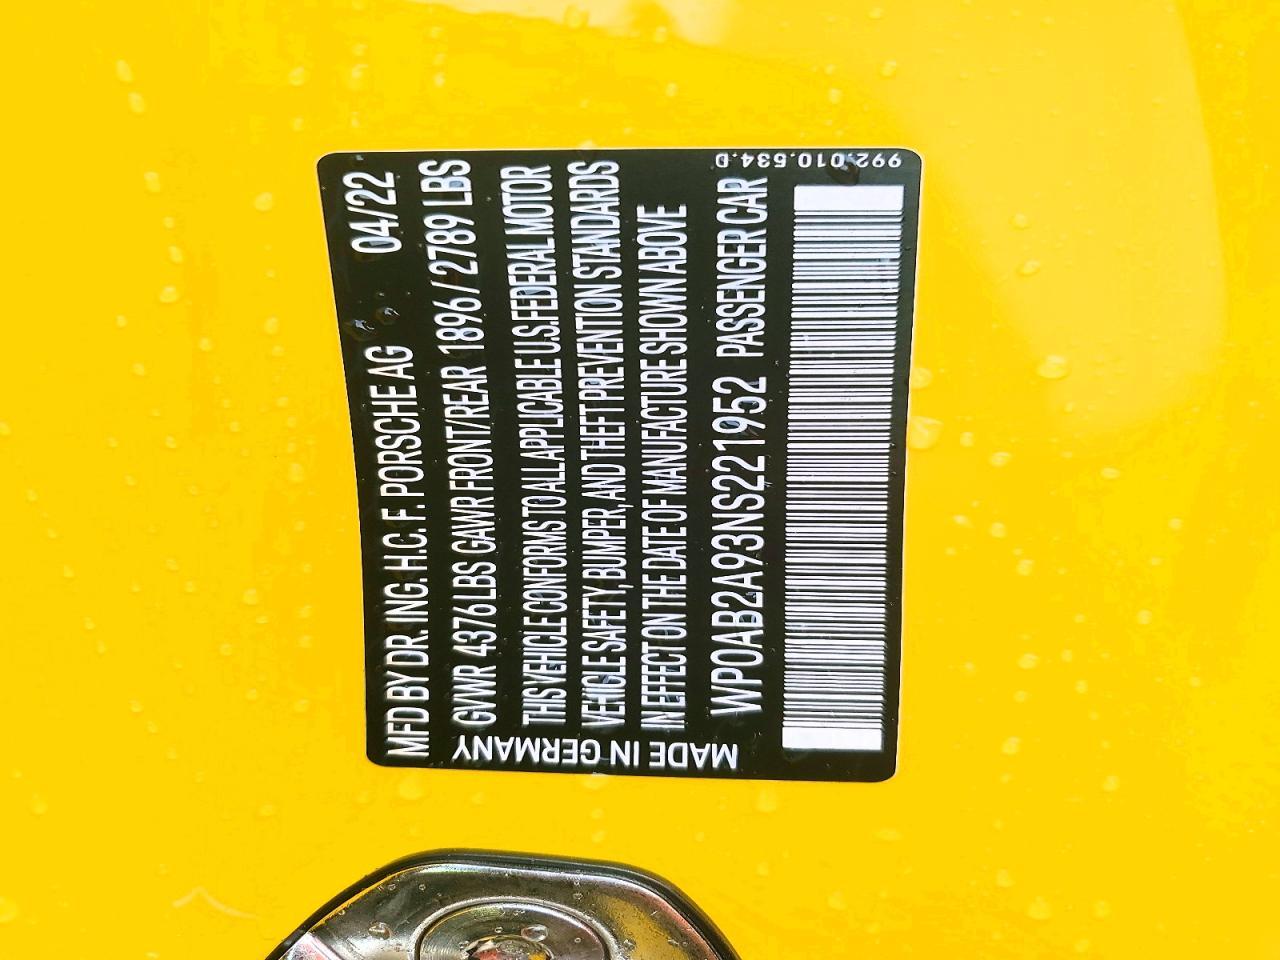 MFD BY DR. ING. H.C. F. PORSCHE AG 04/22
GVWR 4376 LBS GAWR FRONT/REAR 1896 / 2789 LBS
THIS VEHICLE CONFORMS TO ALL APPLICABLE U.S. FEDERAL MOTOR
VEHICLE SAFETY, BUMPER, AND THEFT PREVENTION STANDARDS
IN EFFECT ON THE DATE OF MANUFACTURE SHOWN ABOVE
WP0AB2A93NS221952 PASSENGER CAR
MADE IN GERMANY
992.010.534.D